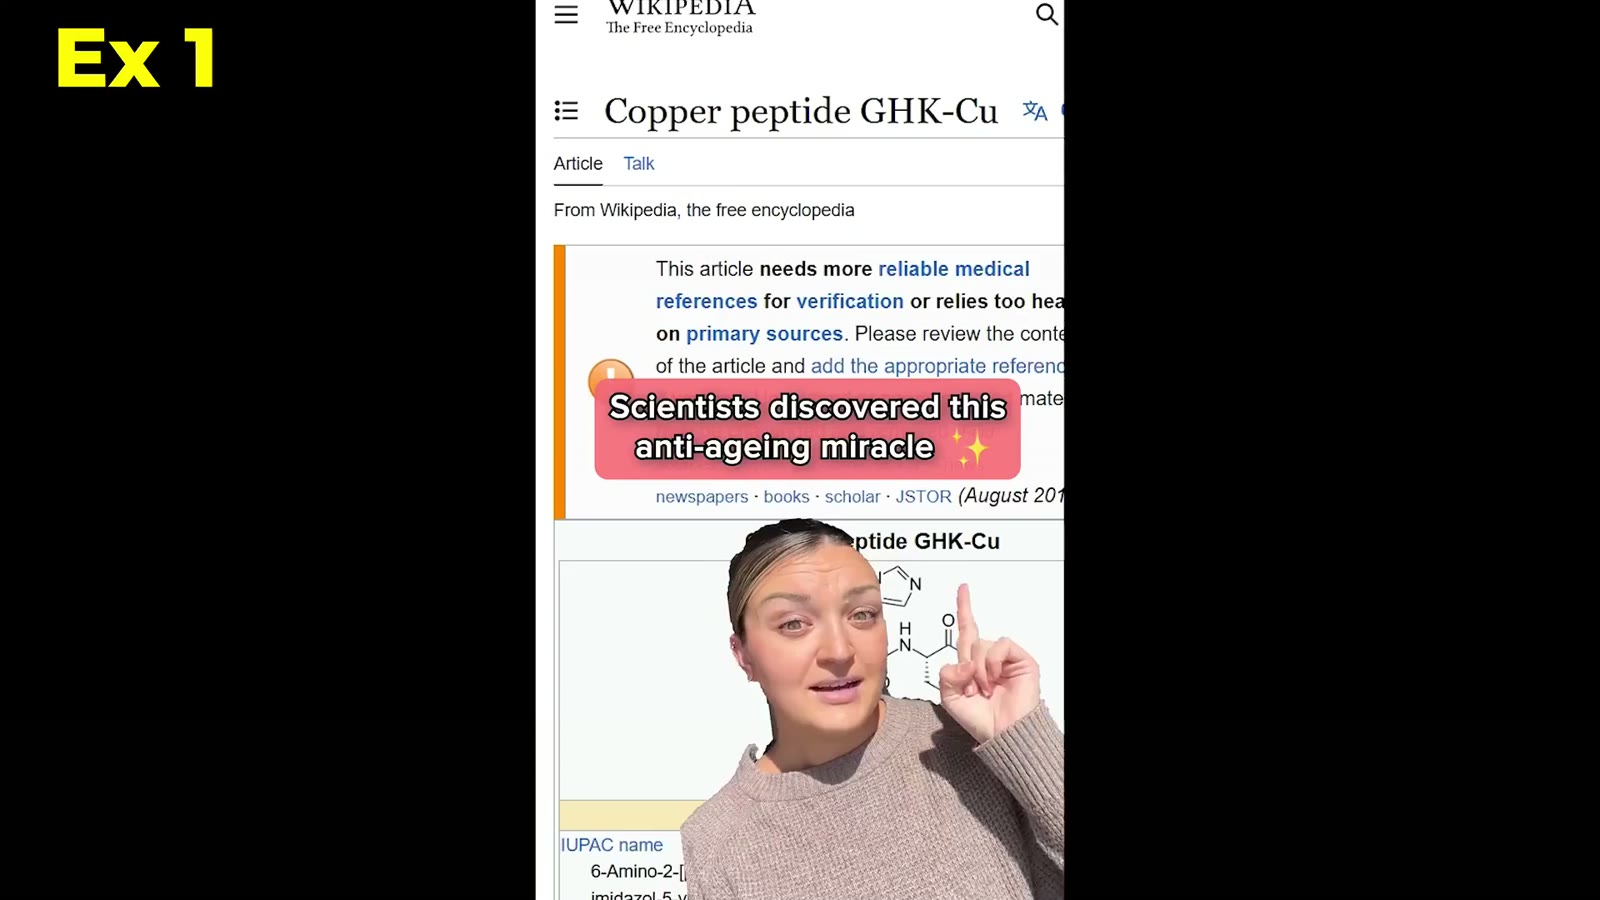 Ex 1
WIKIPEDIA
The Free Encyclopedia
Copper peptide GHK-Cu
Article Talk
From Wikipedia, the free encyclopedia
This article needs more reliable medical
references for verification or relies too hea
on primary sources. Please review the conte
of the article and add the appropriate referenc
mate
Scientists discovered this
anti-ageing miracle ✨
newspapers · books · scholar · JSTOR (August 201
eptide GHK-Cu
N
H
N
O
IUPAC name
6-Amino-2-[
imidazol-5-y